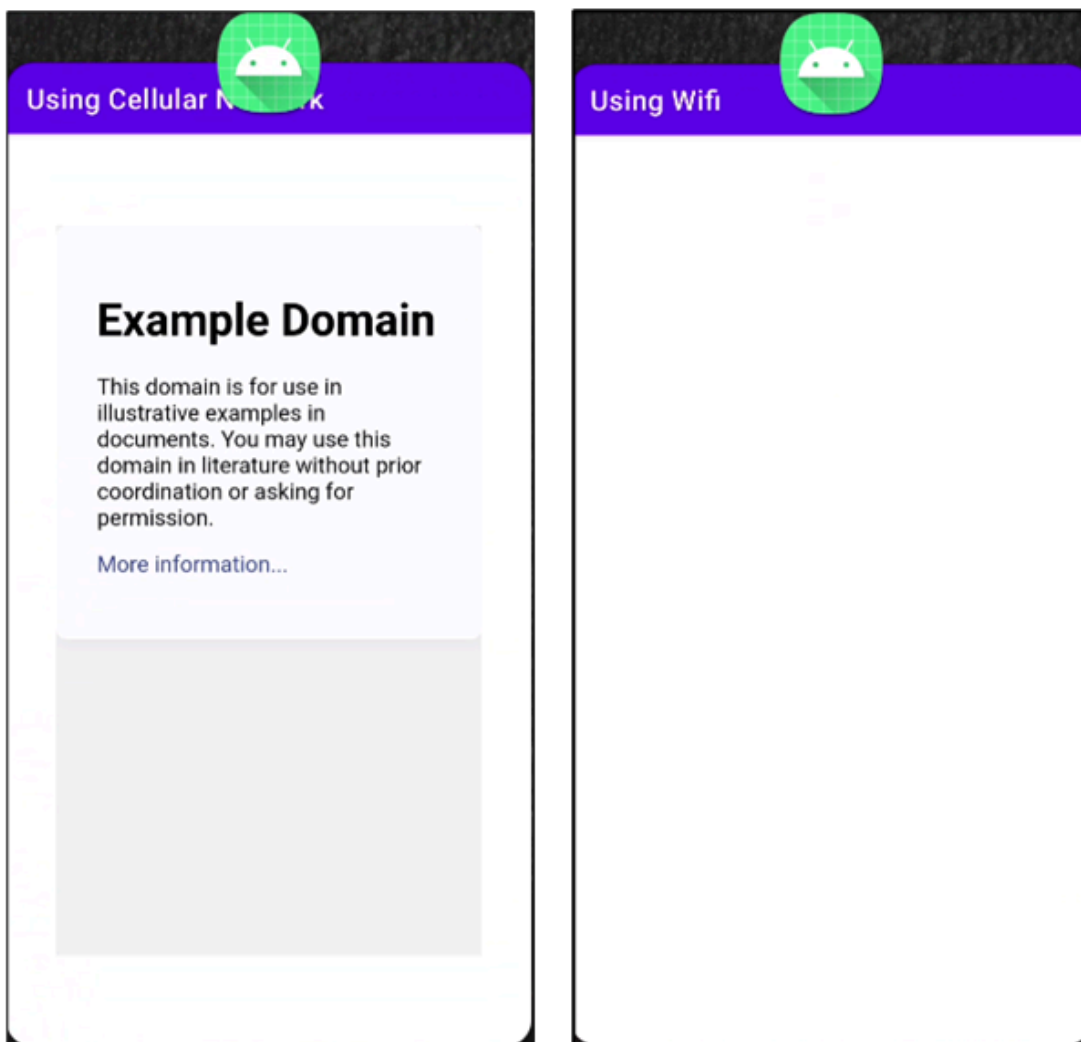 Using Cellular
Example Domain
This domain is for use in
illustrative examples in
documents. You may use this
domain in literature without prior
coordination or asking for
permission.
More information...
Using Wifi